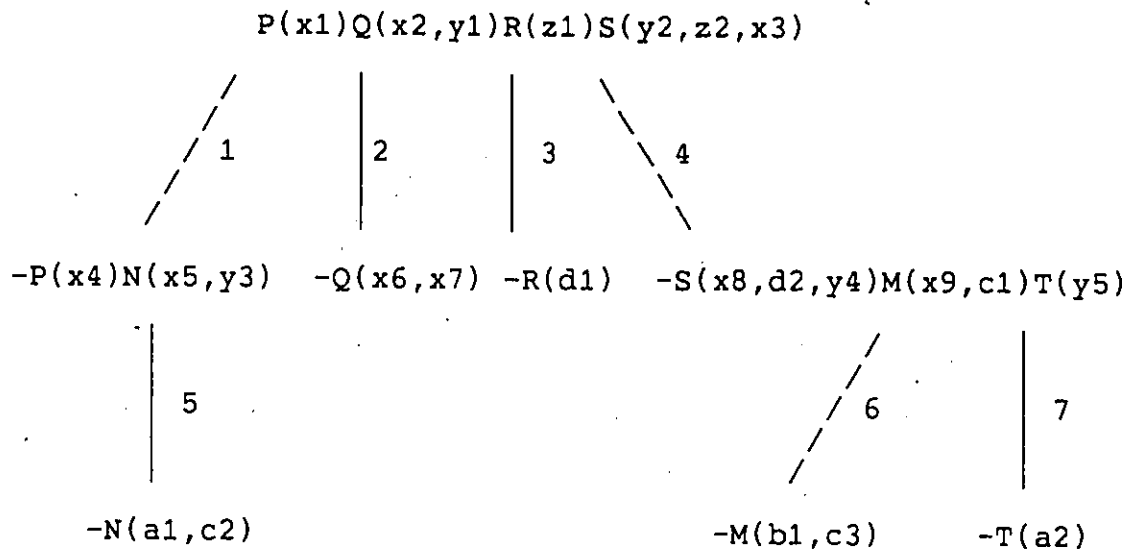 P(x1)Q(x2,y1)R(z1)S(y2,z2,x3)
1 2 3 4
-P(x4)N(x5,y3) -Q(x6,x7) -R(d1) -S(x8,d2,y4)M(x9,c1)T(y5)
5 6 7
-N(a1,c2) -M(b1,c3) -T(a2)